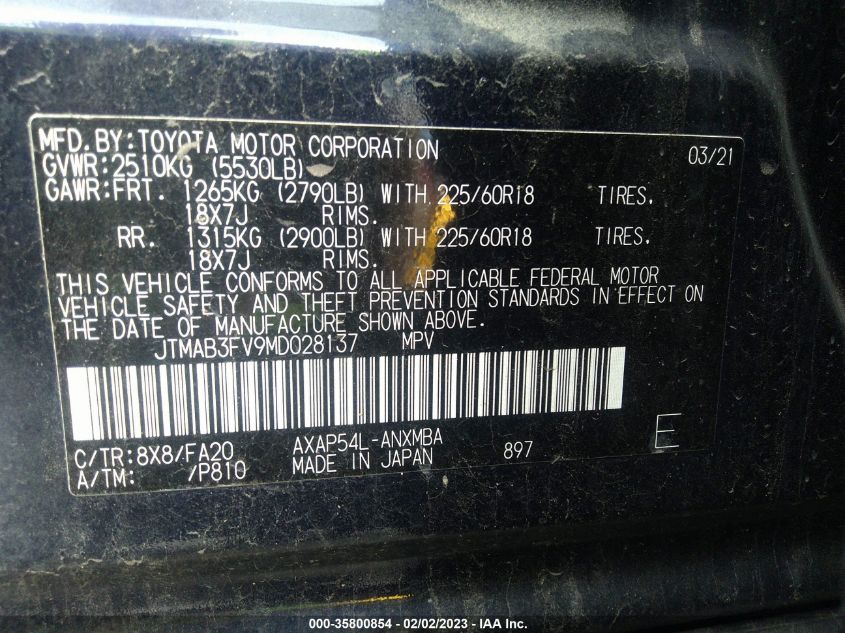 MFD.BY:TOYOTA MOTOR CORPORATION 03/21
GVWR:2510KG (5530LB)
GAWR:FRT. 1265KG (2790LB) WITH 225/60R18 TIRES.
18X7J RIMS.
RR. 1315KG (2900LB) WITH 225/60R18 TIRES.
18X7J RIMS.
THIS VEHICLE CONFORMS TO ALL APPLICABLE FEDERAL MOTOR
VEHICLE SAFETY AND THEFT PREVENTION STANDARDS IN EFFECT ON
THE DATE OF MANUFACTURE SHOWN ABOVE.
JTMAB3FV9MD028137 MPV
C/TR:8X8/FA20 AXAP54L-ANXMBA
A/TM: /P810 MADE IN JAPAN 897 E
000-35800854 - 02/02/2023 - IAA Inc.